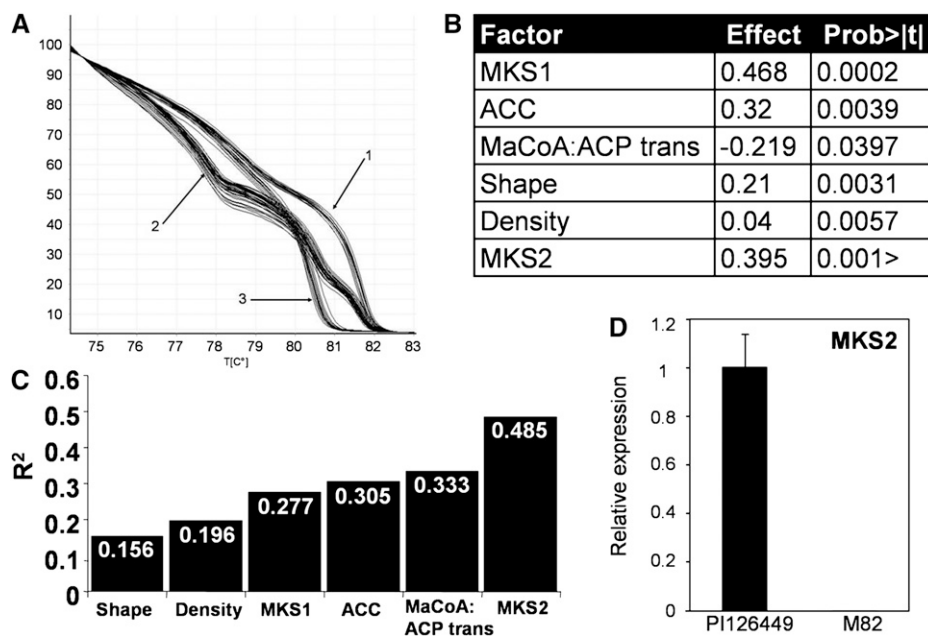 A
100
90
80
70
60
50
40
30
20
10
75 76 77 78 79 80 81 82 83
T[C°]
1
2
3
B
Factor Effect Prob>|t|
MKS1 0.468 0.0002
ACC 0.32 0.0039
MaCoA:ACP trans -0.219 0.0397
Shape 0.21 0.0031
Density 0.04 0.0057
MKS2 0.395 0.001>
C
R²
0.6
0.5
0.4
0.3
0.2
0.1
0
0.156
0.196
0.277
0.305
0.333
0.485
Shape Density MKS1 ACC MaCoA: MKS2
ACP trans
D
MKS2
Relative expression
1.2
1
0.8
0.6
0.4
0.2
0
PI126449 M82